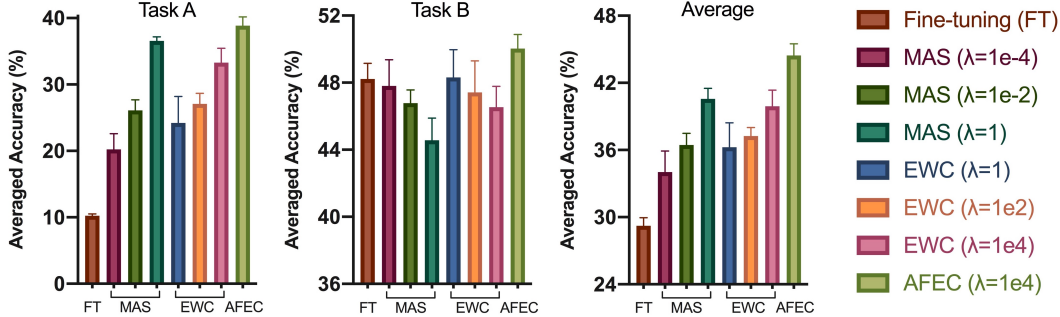 Task A
Averaged Accuracy (%)
40
30
20
10
0
FT
MAS
EWC
AFEC
Task B
Averaged Accuracy (%)
52
48
44
40
36
FT
MAS
EWC
AFEC
Average
Averaged Accuracy (%)
48
42
36
30
24
FT
MAS
EWC
AFEC
Fine-tuning (FT)
MAS (λ=1e-4)
MAS (λ=1e-2)
MAS (λ=1)
EWC (λ=1)
EWC (λ=1e2)
EWC (λ=1e4)
AFEC (λ=1e4)